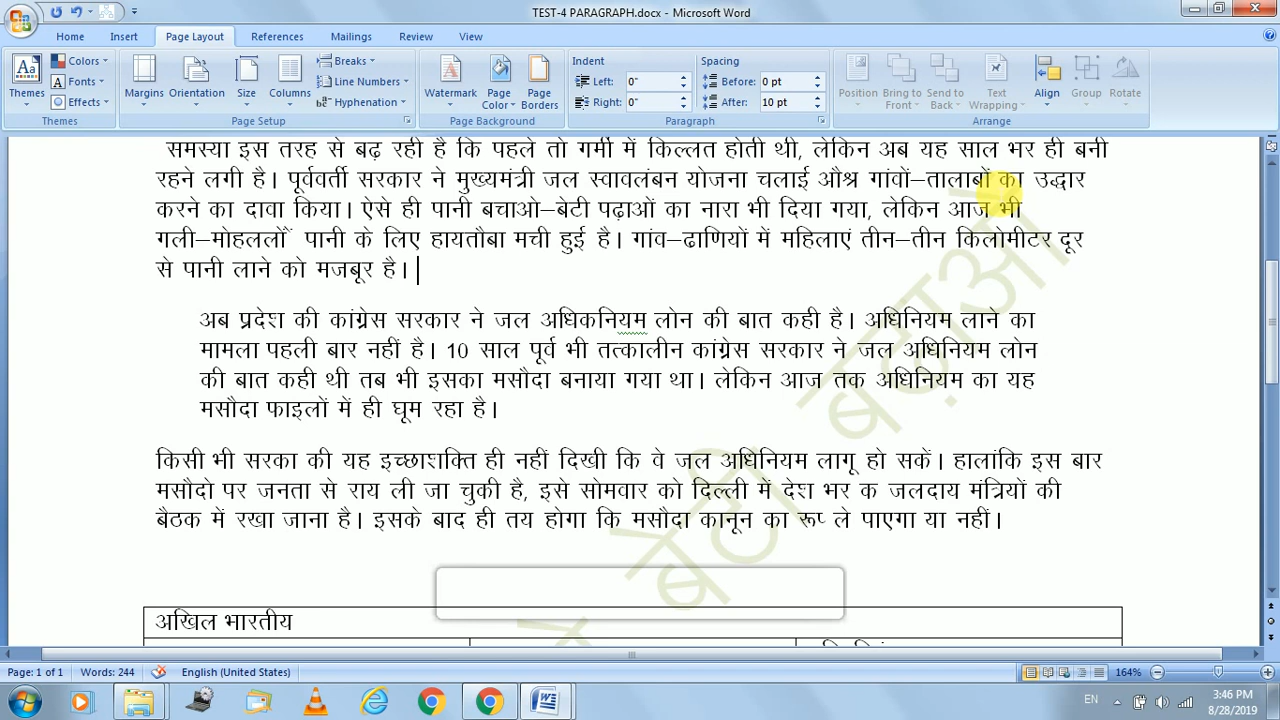 TEST-4 PARAGRAPH.docx - Microsoft Word
Home Insert Page Layout References Mailings Review View
Themes Colors Fonts Effects Themes
Margins Orientation Size Columns Breaks Line Numbers Hyphenation Page Setup
Watermark Page Color Page Borders Page Background
Indent Left: 0" Right: 0" Spacing Before: 0 pt After: 10 pt Paragraph
Position Bring to Front Send to Back Text Wrapping Align Group Rotate Arrange
समस्या इस तरह से बढ़ रही है कि पहले तो गर्मी में किल्लत होती थी, लेकिन अब यह साल भर ही बनी
रहने लगी है। पूर्ववर्ती सरकार ने मुख्यमंत्री जल स्वावलंबन योजना चलाई औश्र गांवों–तालाबों का उद्धार
करने का दावा किया। ऐसे ही पानी बचाओ–बेटी पढ़ाओं का नारा भी दिया गया, लेकिन आज भी
गली–मोहललोंं पानी के लिए हायतौबा मची हुई है। गांव–ढाणियों में महिलाएं तीन–तीन किलोमीटर दूर
से पानी लाने को मजबूर है।
अब प्रदेश की कांग्रेस सरकार ने जल अधिकनियम लोन की बात कही है। अधिनियम लाने का
मामला पहली बार नहीं है। 10 साल पूर्व भी तत्कालीन कांग्रेस सरकार ने जल अधिनियम लोन
की बात कही थी तब भी इसका मसौदा बनाया गया था। लेकिन आज तक अधिनियम का यह
मसौदा फाइलों में ही घूम रहा है।
किसी भी सरका की यह इच्छाशक्ति ही नहीं दिखी कि वे जल अधिनियम लागू हो सकें। हालांकि इस बार
मसौदो पर जनता से राय ली जा चुकी है, इसे सोमवार को दिल्ली में देश भर क जलदाय मंत्रियों की
बैठक में रखा जाना है। इसके बाद ही तय होगा कि मसौदा कानून का रूप ले पाएगा या नहीं।
बेटी बढ़ाओ
अखिल भारतीय
Page: 1 of 1 Words: 244 English (United States) 164%
EN 3:46 PM
8/28/2019